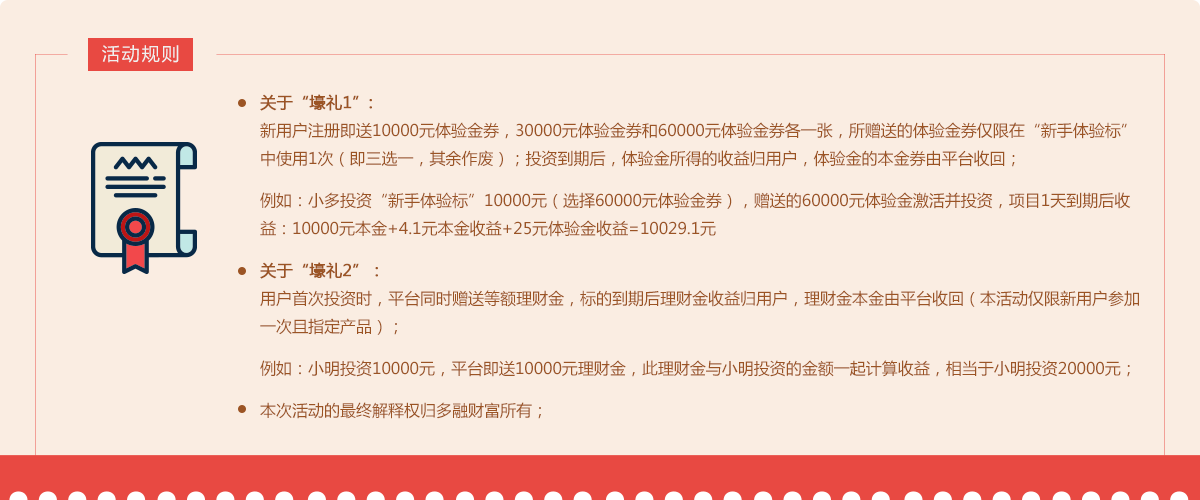 活动规则
关于“壕礼1”：
新用户注册即送10000元体验金券，30000元体验金券和60000元体验金券各一张，所赠送的体验金券仅限在“新手体验标”
中使用1次（即三选一，其余作废）；投资到期后，体验金所得的收益归用户，体验金的本金券由平台收回；
例如：小多投资“新手体验标”10000元（选择60000元体验金券），赠送的60000元体验金激活并投资，项目1天到期后收
益：10000元本金+4.1元本金收益+25元体验金收益=10029.1元
关于“壕礼2”：
用户首次投资时，平台同时赠送等额理财金，标的到期后理财金收益归用户，理财金本金由平台收回（本活动仅限新用户参加
一次且指定产品）；
例如：小明投资10000元，平台即送10000元理财金，此理财金与小明投资的金额一起计算收益，相当于小明投资20000元；
本次活动的最终解释权归多融财富所有；